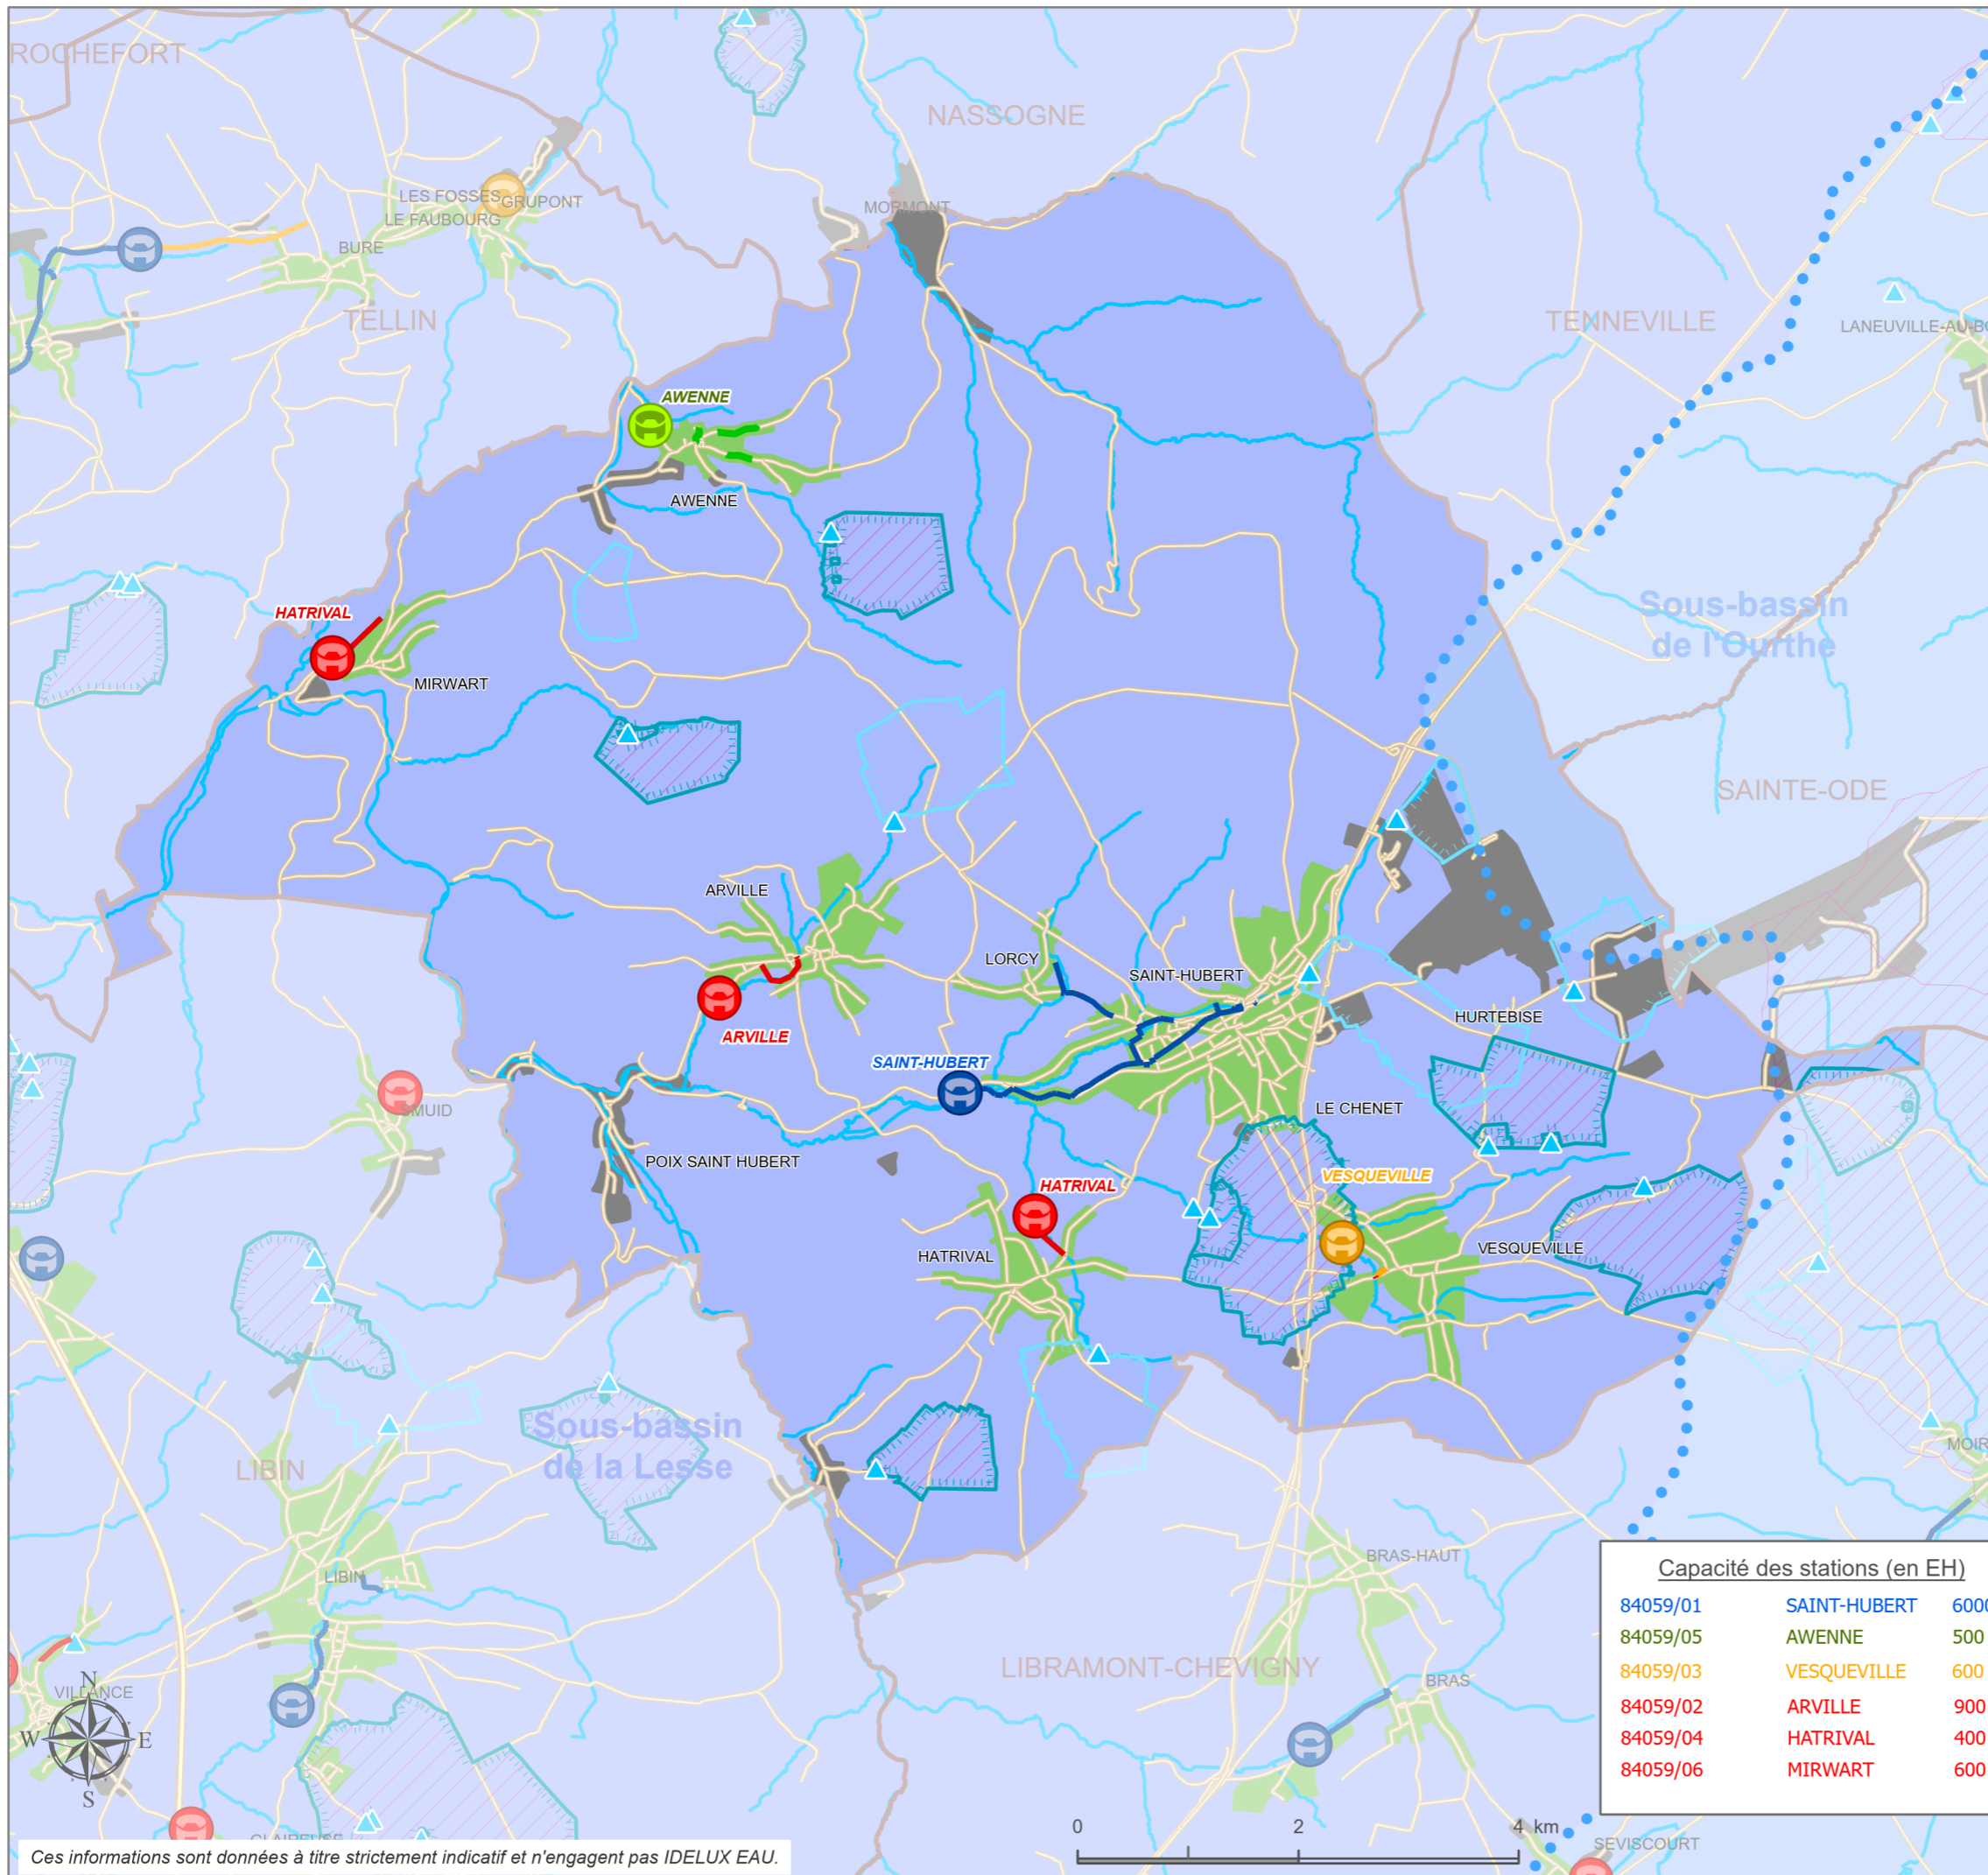 ROCHEFORT
NASSOGNE
LES FOSSES
GRUPONT
LE FAUBOURG
MORMONT
BURE
TELLIN
TENNEVILLE
AWENNE
AWENNE
Sous-bassin
de l'Ourthe
HATRIVAL
MIRWART
SAINTE-ODE
ARVILLE
LORCY
SAINT-HUBERT
HURTEBISE
ARVILLE
SAINT-HUBERT
SMUID
LE CHENET
POIX SAINT HUBERT
HATRIVAL
VESQUEVILLE
HATRIVAL
VESQUEVILLE
Sous-bassin
de la Lesse
LIBIN
LIBIN
BRAS-HAUT
LIBRAMONT-CHEVIGNY
BRAS
VILLANCE
N
W E
S
Capacité des stations (en EH)
84059/01 SAINT-HUBERT
84059/05 AWENNE 500
84059/03 VESQUEVILLE 600
84059/02 ARVILLE 900
84059/04 HATRIVAL 400
84059/06 MIRWART 600
0 2 4 km
SEVISCOURT
Ces informations sont données à titre strictement indicatif et n'engagent pas IDELUX EAU.